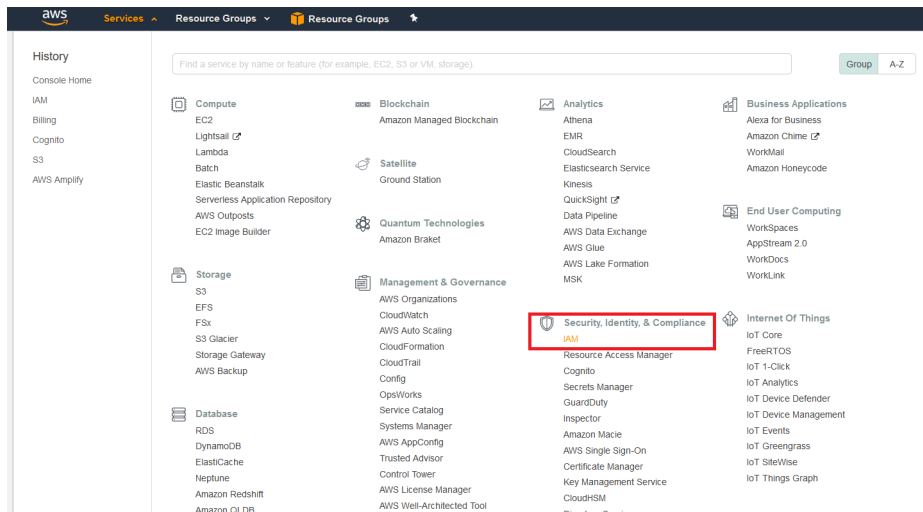 aws
Services
Resource Groups
Resource Groups
History
Console Home
IAM
Billing
Cognito
S3
AWS Amplify
Find a service by name or feature (for example, EC2, S3 or VM, storage).
Group
A-Z
Compute
EC2
Lightsail
Lambda
Batch
Elastic Beanstalk
Serverless Application Repository
AWS Outposts
EC2 Image Builder
Storage
S3
EFS
FSx
S3 Glacier
Storage Gateway
AWS Backup
Database
RDS
DynamoDB
ElastiCache
Neptune
Amazon Redshift
Amazon QLDB
Blockchain
Amazon Managed Blockchain
Satellite
Ground Station
Quantum Technologies
Amazon Braket
Management & Governance
AWS Organizations
CloudWatch
AWS Auto Scaling
CloudFormation
CloudTrail
Config
OpsWorks
Service Catalog
Systems Manager
AWS AppConfig
Trusted Advisor
Control Tower
AWS License Manager
AWS Well-Architected Tool
Analytics
Athena
EMR
CloudSearch
Elasticsearch Service
Kinesis
QuickSight
Data Pipeline
AWS Data Exchange
AWS Glue
AWS Lake Formation
MSK
Security, Identity, & Compliance
IAM
Resource Access Manager
Cognito
Secrets Manager
GuardDuty
Inspector
Amazon Macie
AWS Single Sign-On
Certificate Manager
Key Management Service
CloudHSM
Business Applications
Alexa for Business
Amazon Chime
WorkMail
Amazon Honeycode
End User Computing
WorkSpaces
AppStream 2.0
WorkDocs
WorkLink
Internet Of Things
IoT Core
FreeRTOS
IoT 1-Click
IoT Analytics
IoT Device Defender
IoT Device Management
IoT Events
IoT Greengrass
IoT SiteWise
IoT Things Graph